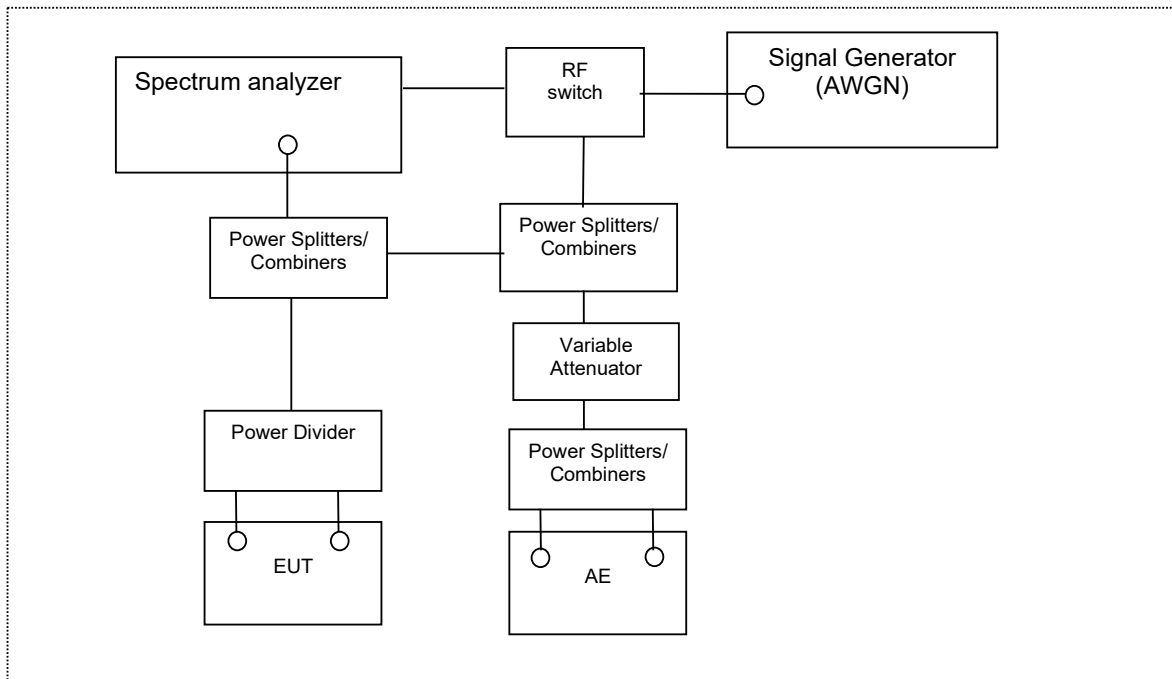 Spectrum analyzer
RF
switch
Signal Generator
(AWGN)
Power Splitters/
Combiners
Power Splitters/
Combiners
Variable
Attenuator
Power Divider
Power Splitters/
Combiners
EUT
AE